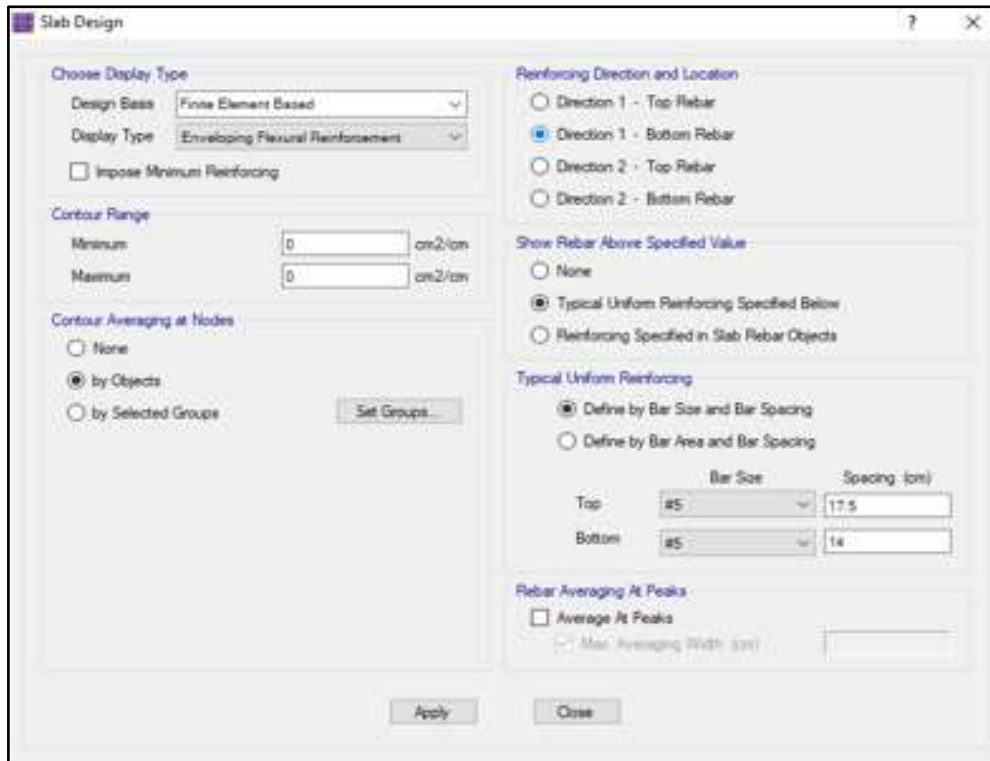 Slab Design
?
Choose Display Type
Design Basis Finite Element Based
Display Type Enveloping Flexural Reinforcement
Impose Minimum Reinforcing
Contour Range
Minimum 0 cm2/cm
Maximum 0 cm2/cm
Contour Averaging at Nodes
None
by Objects
by Selected Groups Set Groups...
Reinforcing Direction and Location
Direction 1 - Top Rebar
Direction 1 - Bottom Rebar
Direction 2 - Top Rebar
Direction 2 - Bottom Rebar
Show Rebar Above Specified Value
None
Typical Uniform Reinforcing Specified Below
Reinforcing Specified in Slab Rebar Objects
Typical Uniform Reinforcing
Define by Bar Size and Bar Spacing
Define by Bar Area and Bar Spacing
Bar Size Spacing (cm)
Top #5 17.5
Bottom #5 14
Rebar Averaging At Peaks
Average At Peaks
Max. Averaging Width (cm)
Apply Close